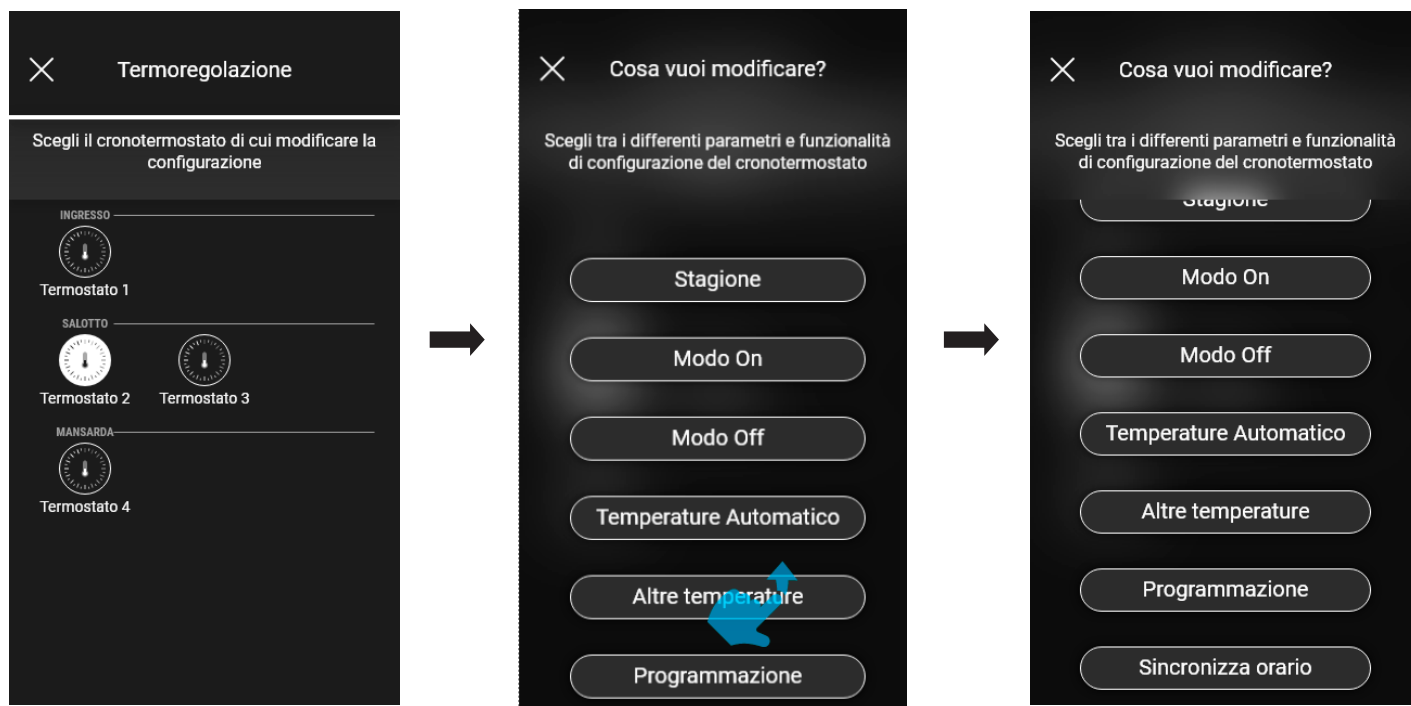 Termoregolazione
Scegli il cronotermostato di cui modificare la
configurazione
INGRESSO
Termostato 1
SALOTTO
Termostato 2 Termostato 3
MANSARDA
Termostato 4
Cosa vuoi modificare?
Scegli tra i differenti parametri e funzionalità
di configurazione del cronotermostato
Stagione
Modo On
Modo Off
Temperature Automatico
Altre temperature
Programmazione
Cosa vuoi modificare?
Scegli tra i differenti parametri e funzionalità
di configurazione del cronotermostato
Stagione
Modo On
Modo Off
Temperature Automatico
Altre temperature
Programmazione
Sincronizza orario